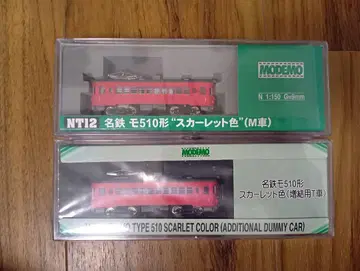 MODEMO
N 1:150 G=9mm
NT12 名鉄 モ510形 "スカーレット色"(M車)
MODEMO
名鉄モ510形
スカーレット色(増結用T車)
TYPE 510 SCARLET COLOR (ADDITIONAL DUMMY CAR)